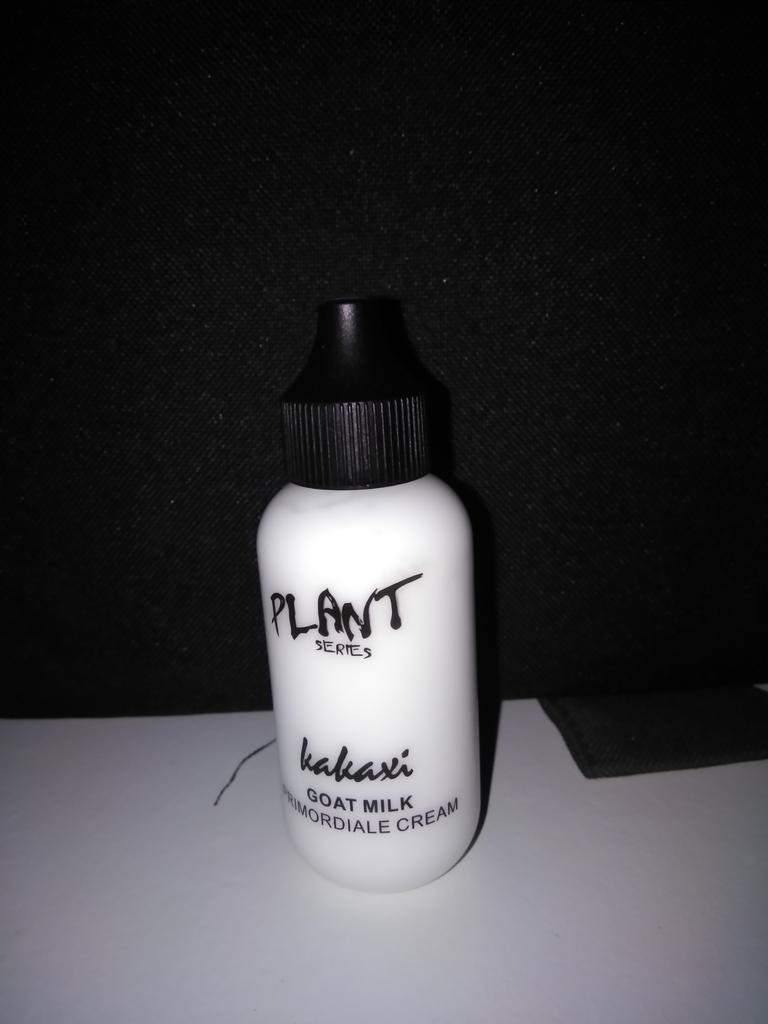 PLANT
SERIES
kakaxi
GOAT MILK
PRIMORDIALE CREAM